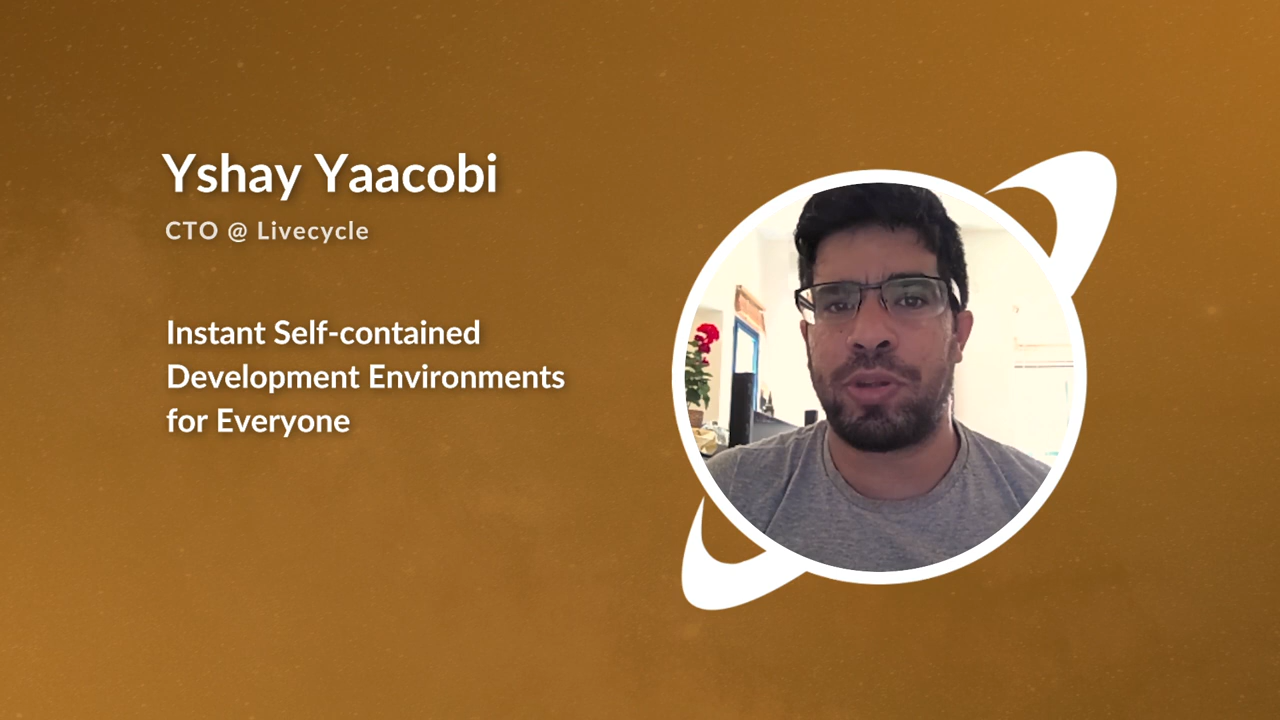 Yshay Yaacobi
CTO @ Livecycle
Instant Self-contained
Development Environments
for Everyone